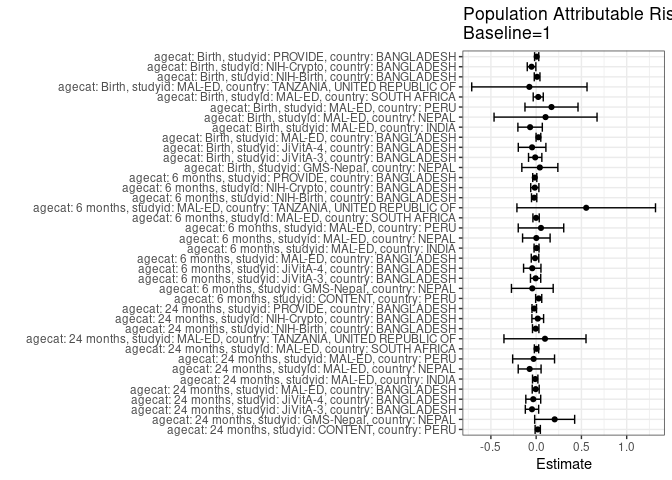 Population Attributable Ris
Baseline=1
agecat: Birth, studyid: PROVIDE, country: BANGLADESH
agecat: Birth, studyid: NIH-Crypto, country: BANGLADESH
agecat: Birth, studyid: NIH-Birth, country: BANGLADESH
agecat: Birth, studyid: MAL-ED, country: TANZANIA, UNITED REPUBLIC OF
agecat: Birth, studyid: MAL-ED, country: SOUTH AFRICA
agecat: Birth, studyid: MAL-ED, country: PERU
agecat: Birth, studyid: MAL-ED, country: NEPAL
agecat: Birth, studyid: MAL-ED, country: INDIA
agecat: Birth, studyid: MAL-ED, country: BANGLADESH
agecat: Birth, studyid: JiVitA-4, country: BANGLADESH
agecat: Birth, studyid: JiVitA-3, country: BANGLADESH
agecat: Birth, studyid: GMS-Nepal, country: NEPAL
agecat: 6 months, studyid: PROVIDE, country: BANGLADESH
agecat: 6 months, studyid: NIH-Crypto, country: BANGLADESH
agecat: 6 months, studyid: NIH-Birth, country: BANGLADESH
agecat: 6 months, studyid: MAL-ED, country: TANZANIA, UNITED REPUBLIC OF
agecat: 6 months, studyid: MAL-ED, country: SOUTH AFRICA
agecat: 6 months, studyid: MAL-ED, country: PERU
agecat: 6 months, studyid: MAL-ED, country: NEPAL
agecat: 6 months, studyid: MAL-ED, country: INDIA
agecat: 6 months, studyid: MAL-ED, country: BANGLADESH
agecat: 6 months, studyid: JiVitA-4, country: BANGLADESH
agecat: 6 months, studyid: JiVitA-3, country: BANGLADESH
agecat: 6 months, studyid: GMS-Nepal, country: NEPAL
agecat: 6 months, studyid: CONTENT, country: PERU
agecat: 24 months, studyid: PROVIDE, country: BANGLADESH
agecat: 24 months, studyid: NIH-Crypto, country: BANGLADESH
agecat: 24 months, studyid: NIH-Birth, country: BANGLADESH
agecat: 24 months, studyid: MAL-ED, country: TANZANIA, UNITED REPUBLIC OF
agecat: 24 months, studyid: MAL-ED, country: SOUTH AFRICA
agecat: 24 months, studyid: MAL-ED, country: PERU
agecat: 24 months, studyid: MAL-ED, country: NEPAL
agecat: 24 months, studyid: MAL-ED, country: INDIA
agecat: 24 months, studyid: MAL-ED, country: BANGLADESH
agecat: 24 months, studyid: JiVitA-4, country: BANGLADESH
agecat: 24 months, studyid: JiVitA-3, country: BANGLADESH
agecat: 24 months, studyid: GMS-Nepal, country: NEPAL
agecat: 24 months, studyid: CONTENT, country: PERU
-0.5 0.0 0.5 1.0
Estimate